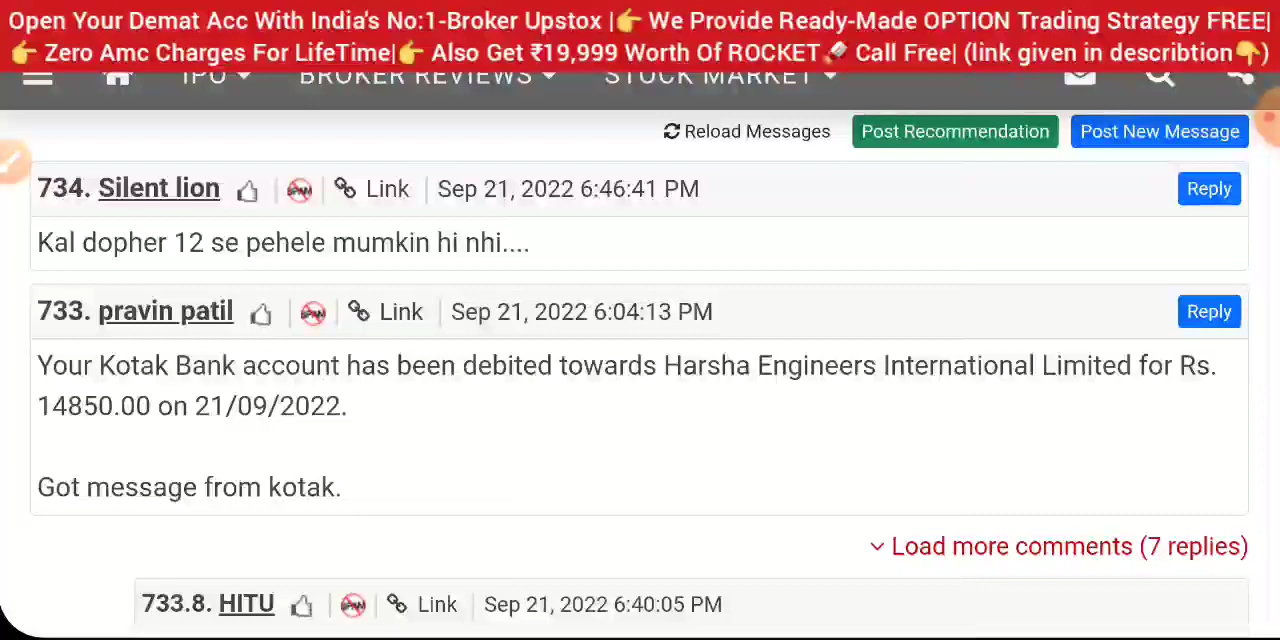 Open Your Demat Acc With India's No:1-Broker Upstox |👉 We Provide Ready-Made OPTION Trading Strategy FREE|
👉 Zero Amc Charges For LifeTime|👉 Also Get ₹19,999 Worth Of ROCKET🚀 Call Free| (link given in describtion👇)
IPO BROKER REVIEWS STOCK MARKET
Reload Messages Post Recommendation Post New Message
734. Silent lion SPAM Link Sep 21, 2022 6:46:41 PM Reply
Kal dopher 12 se pehele mumkin hi nhi....
733. pravin patil SPAM Link Sep 21, 2022 6:04:13 PM Reply
Your Kotak Bank account has been debited towards Harsha Engineers International Limited for Rs.
14850.00 on 21/09/2022.
Got message from kotak.
Load more comments (7 replies)
733.8. HITU SPAM Link Sep 21, 2022 6:40:05 PM